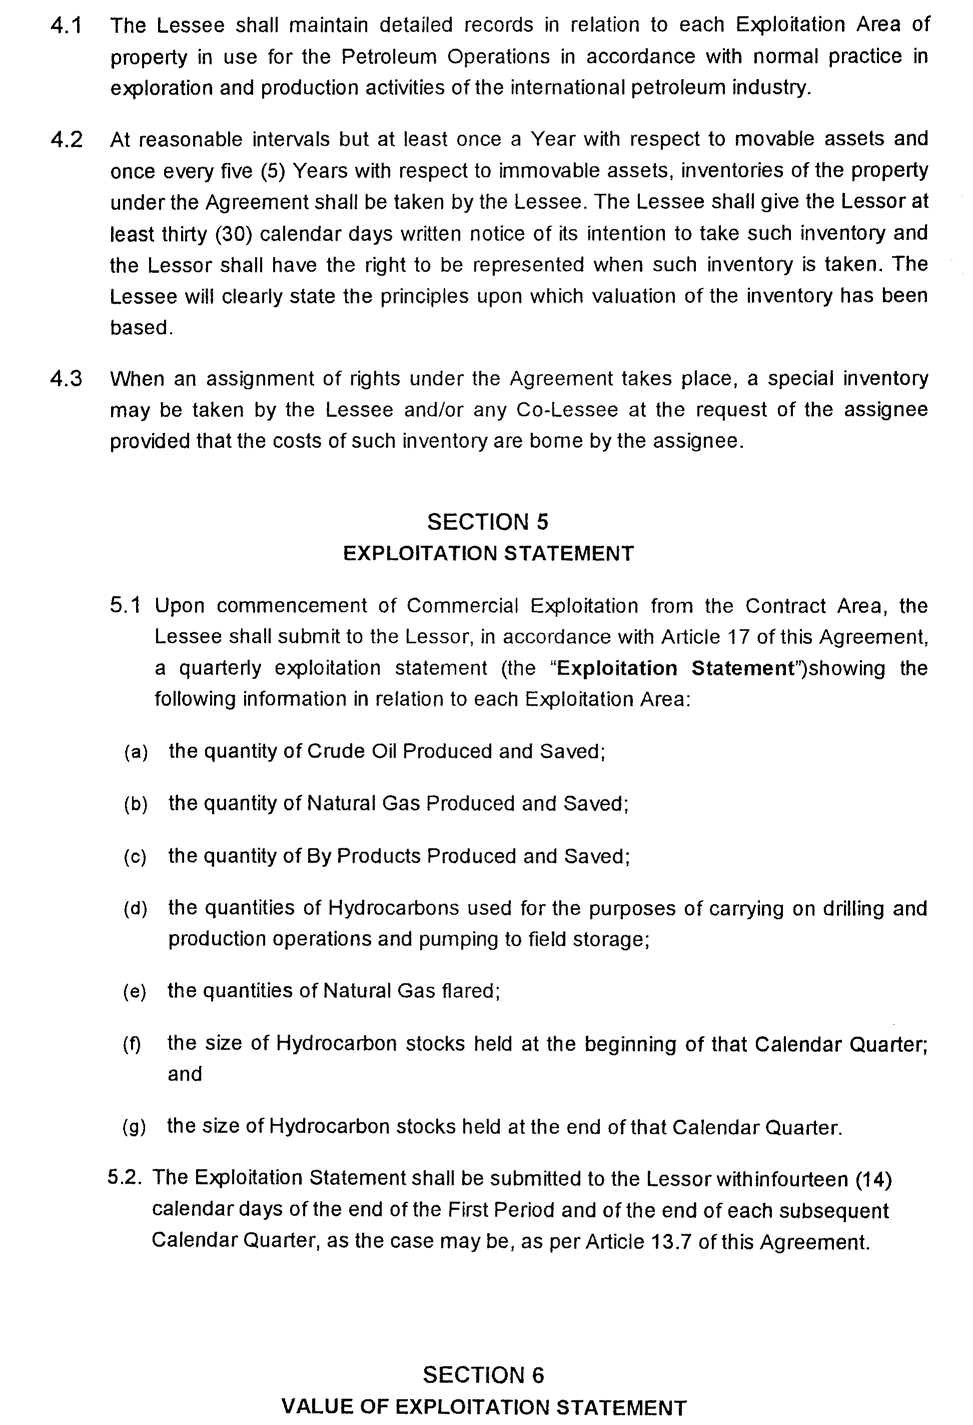 4.1 The Lessee shall maintain detailed records in relation to each Exploitation Area of
property in use for the Petroleum Operations in accordance with normal practice in
exploration and production activities of the international petroleum industry.
4.2 At reasonable intervals but at least once a Year with respect to movable assets and
once every five (5) Years with respect to immovable assets, inventories of the property
under the Agreement shall be taken by the Lessee. The Lessee shall give the Lessor at
least thirty (30) calendar days written notice of its intention to take such inventory and
the Lessor shall have the right to be represented when such inventory is taken. The
Lessee will clearly state the principles upon which valuation of the inventory has been
based.
4.3 When an assignment of rights under the Agreement takes place, a special inventory
may be taken by the Lessee and/or any Co-Lessee at the request of the assignee
provided that the costs of such inventory are borne by the assignee.
SECTION 5
EXPLOITATION STATEMENT
5.1 Upon commencement of Commercial Exploitation from the Contract Area, the
Lessee shall submit to the Lessor, in accordance with Article 17 of this Agreement,
a quarterly exploitation statement (the “Exploitation Statement”)showing the
following information in relation to each Exploitation Area:
(a) the quantity of Crude Oil Produced and Saved;
(b) the quantity of Natural Gas Produced and Saved;
(c) the quantity of By Products Produced and Saved;
(d) the quantities of Hydrocarbons used for the purposes of carrying on drilling and
production operations and pumping to field storage;
(e) the quantities of Natural Gas flared;
(f) the size of Hydrocarbon stocks held at the beginning of that Calendar Quarter;
and
(g) the size of Hydrocarbon stocks held at the end of that Calendar Quarter.
5.2. The Exploitation Statement shall be submitted to the Lessor withinfourteen (14)
calendar days of the end of the First Period and of the end of each subsequent
Calendar Quarter, as the case may be, as per Article 13.7 of this Agreement.
SECTION 6
VALUE OF EXPLOITATION STATEMENT